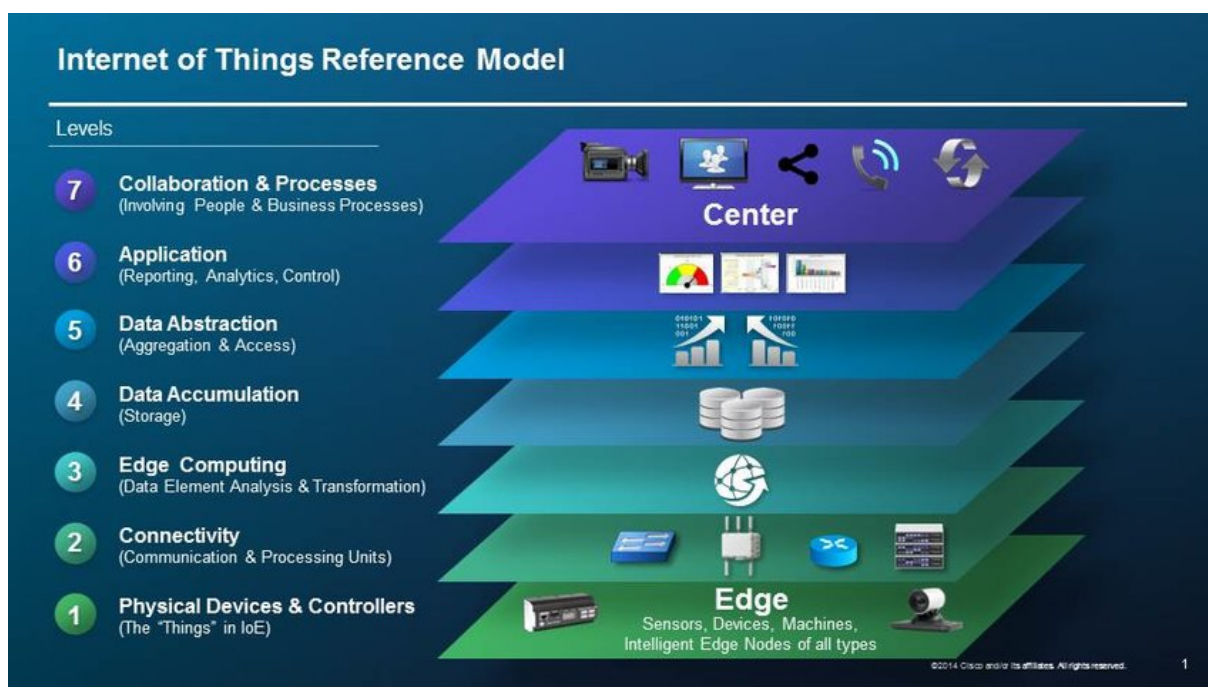 Internet of Things Reference Model
Levels
7
Collaboration & Processes
(Involving People & Business Processes)
Center
6
Application
(Reporting, Analytics, Control)
5
Data Abstraction
(Aggregation & Access)
010101
11001
001
4
Data Accumulation
(Storage)
3
Edge Computing
(Data Element Analysis & Transformation)
2
Connectivity
(Communication & Processing Units)
1
Physical Devices & Controllers
(The “Things” in IoE)
Edge
Sensors, Devices, Machines,
Intelligent Edge Nodes of all types
©2014 Cisco and/or its affiliates. All rights reserved.
1